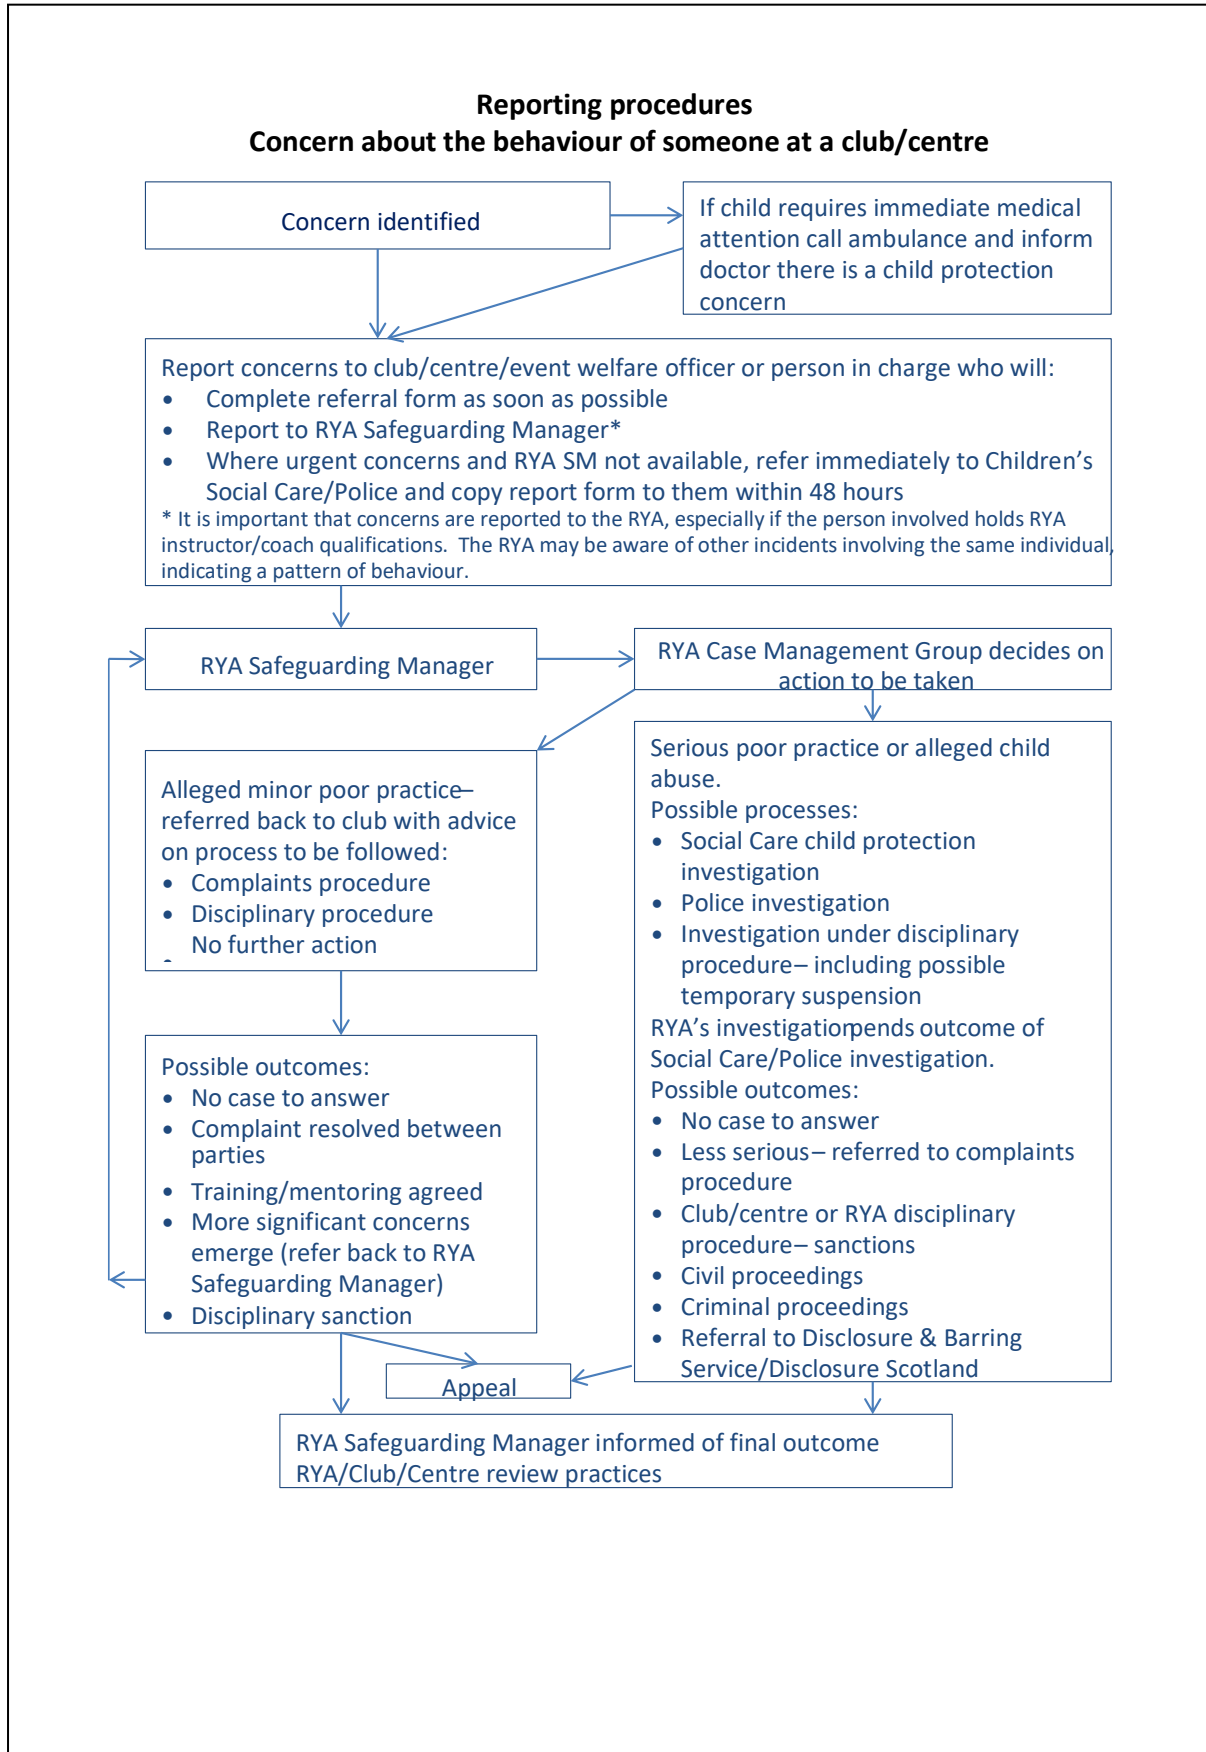 Reporting procedures
Concern about the behaviour of someone at a club/centre
Concern identified
If child requires immediate medical
attention call ambulance and inform
doctor there is a child protection
concern
Report concerns to club/centre/event welfare officer or person in charge who will:
• Complete referral form as soon as possible
• Report to RYA Safeguarding Manager*
• Where urgent concerns and RYA SM not available, refer immediately to Children's
Social Care/Police and copy report form to them within 48 hours
* It is important that concerns are reported to the RYA, especially if the person involved holds RYA
instructor/coach qualifications. The RYA may be aware of other incidents involving the same individual,
indicating a pattern of behaviour.
RYA Safeguarding Manager
RYA Case Management Group decides on
action to be taken
Alleged minor poor practice–
referred back to club with advice
on process to be followed:
• Complaints procedure
• Disciplinary procedure
No further action
•
Possible outcomes:
• No case to answer
• Complaint resolved between
parties
• Training/mentoring agreed
• More significant concerns
emerge (refer back to RYA
Safeguarding Manager)
• Disciplinary sanction
Serious poor practice or alleged child
abuse.
Possible processes:
• Social Care child protection
investigation
• Police investigation
• Investigation under disciplinary
procedure– including possible
temporary suspension
RYA's investigation pends outcome of
Social Care/Police investigation.
Possible outcomes:
• No case to answer
• Less serious– referred to complaints
procedure
• Club/centre or RYA disciplinary
procedure– sanctions
• Civil proceedings
• Criminal proceedings
• Referral to Disclosure & Barring
Service/Disclosure Scotland
Appeal
RYA Safeguarding Manager informed of final outcome
RYA/Club/Centre review practices